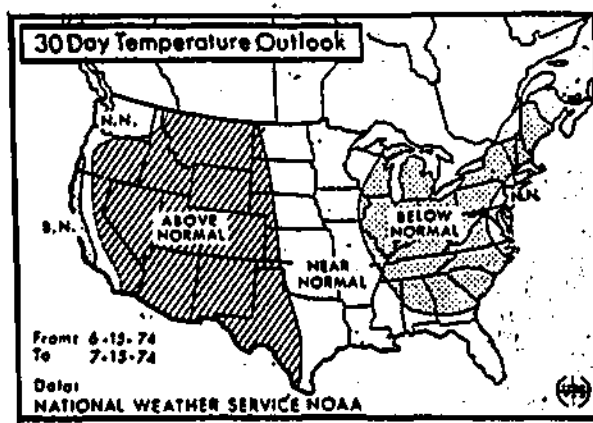 30 Day Temperature Outlook
N.N.
B.N.
ABOVE
NORMAL
BELOW
NORMAL
N.N.
NEAR
NORMAL
From: 6-15-74
To 7-15-74
Data:
NATIONAL WEATHER SERVICE NOAA